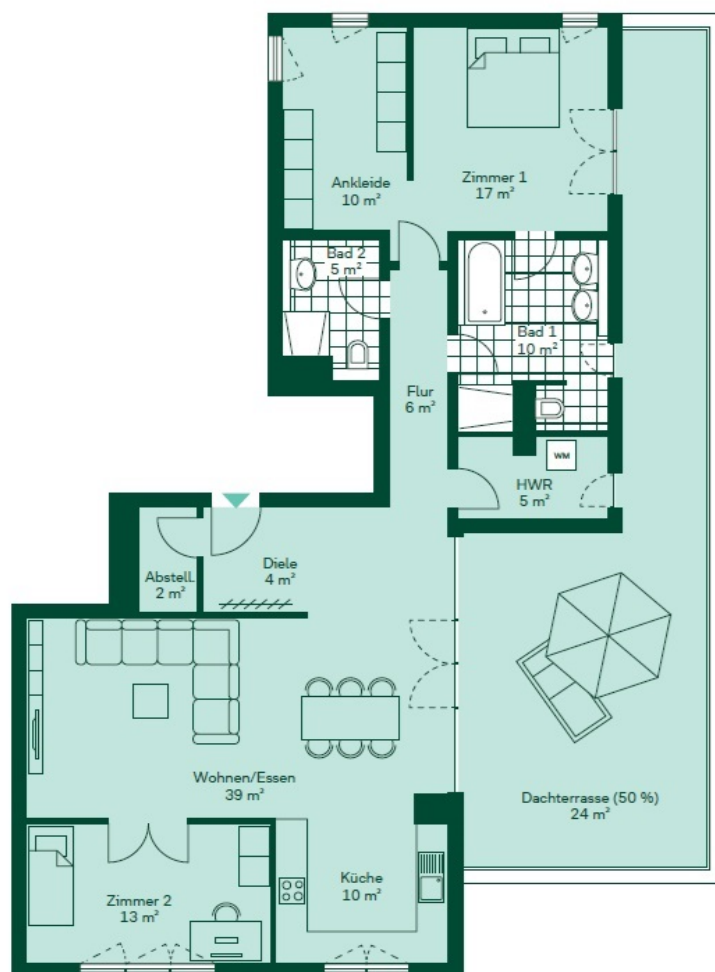 Ankleide
10 m²
Zimmer 1
17 m²
Bad 2
5 m²
Bad 1
10 m²
Flur
6 m²
WM
HWR
5 m²
Diele
4 m²
Abstell.
2 m²
Wohnen/Essen
39 m²
Dachterrasse (50 %)
24 m²
Küche
10 m²
Zimmer 2
13 m²